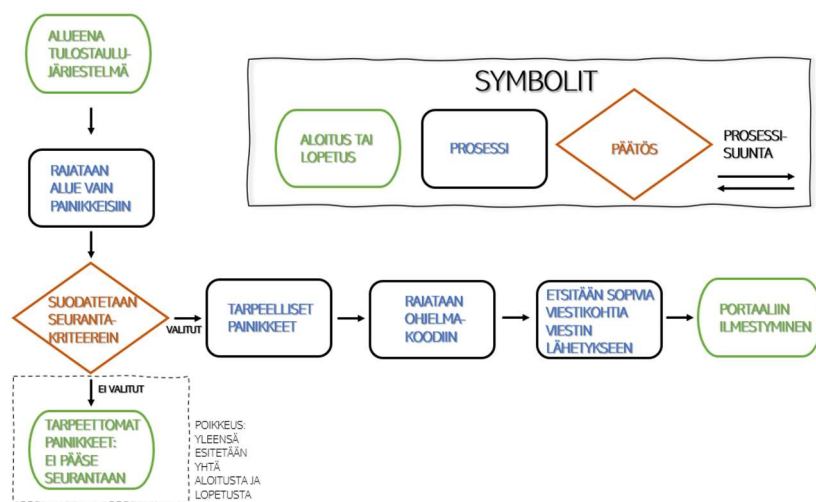 ALUEENA
TULOSTAULU-
JÄRJESTELMÄ
SYMBOLIT
ALOITUS TAI
LOPETUS
PROSESSI
PÄÄTÖS
PROSESSI-
SUUNTA
RAJATAAN
ALUE VAIN
PAINIKKEISIIN
SUODATETAAN
SEURANTA-
KRITEEREIN
VALITUT
TARPEELLISET
PAINIKKEET
RAJATAAN
OHJELMA-
KOODIIN
ETSITÄÄN SOPIVIA
VIESTIKOHTIA
VIESTIN
LÄHETYKSEEN
PORTAALIIN
ILMESTYMINEN
EI VALITUT
TARPEETTOMAT
PAINIKKEET:
EI PÄÄSE
SEURANTAAN
POIKKEUS:
YLEENSÄ
ESITETÄÄN
YHTÄ
ALOITUSTA JA
LOPETUSTA